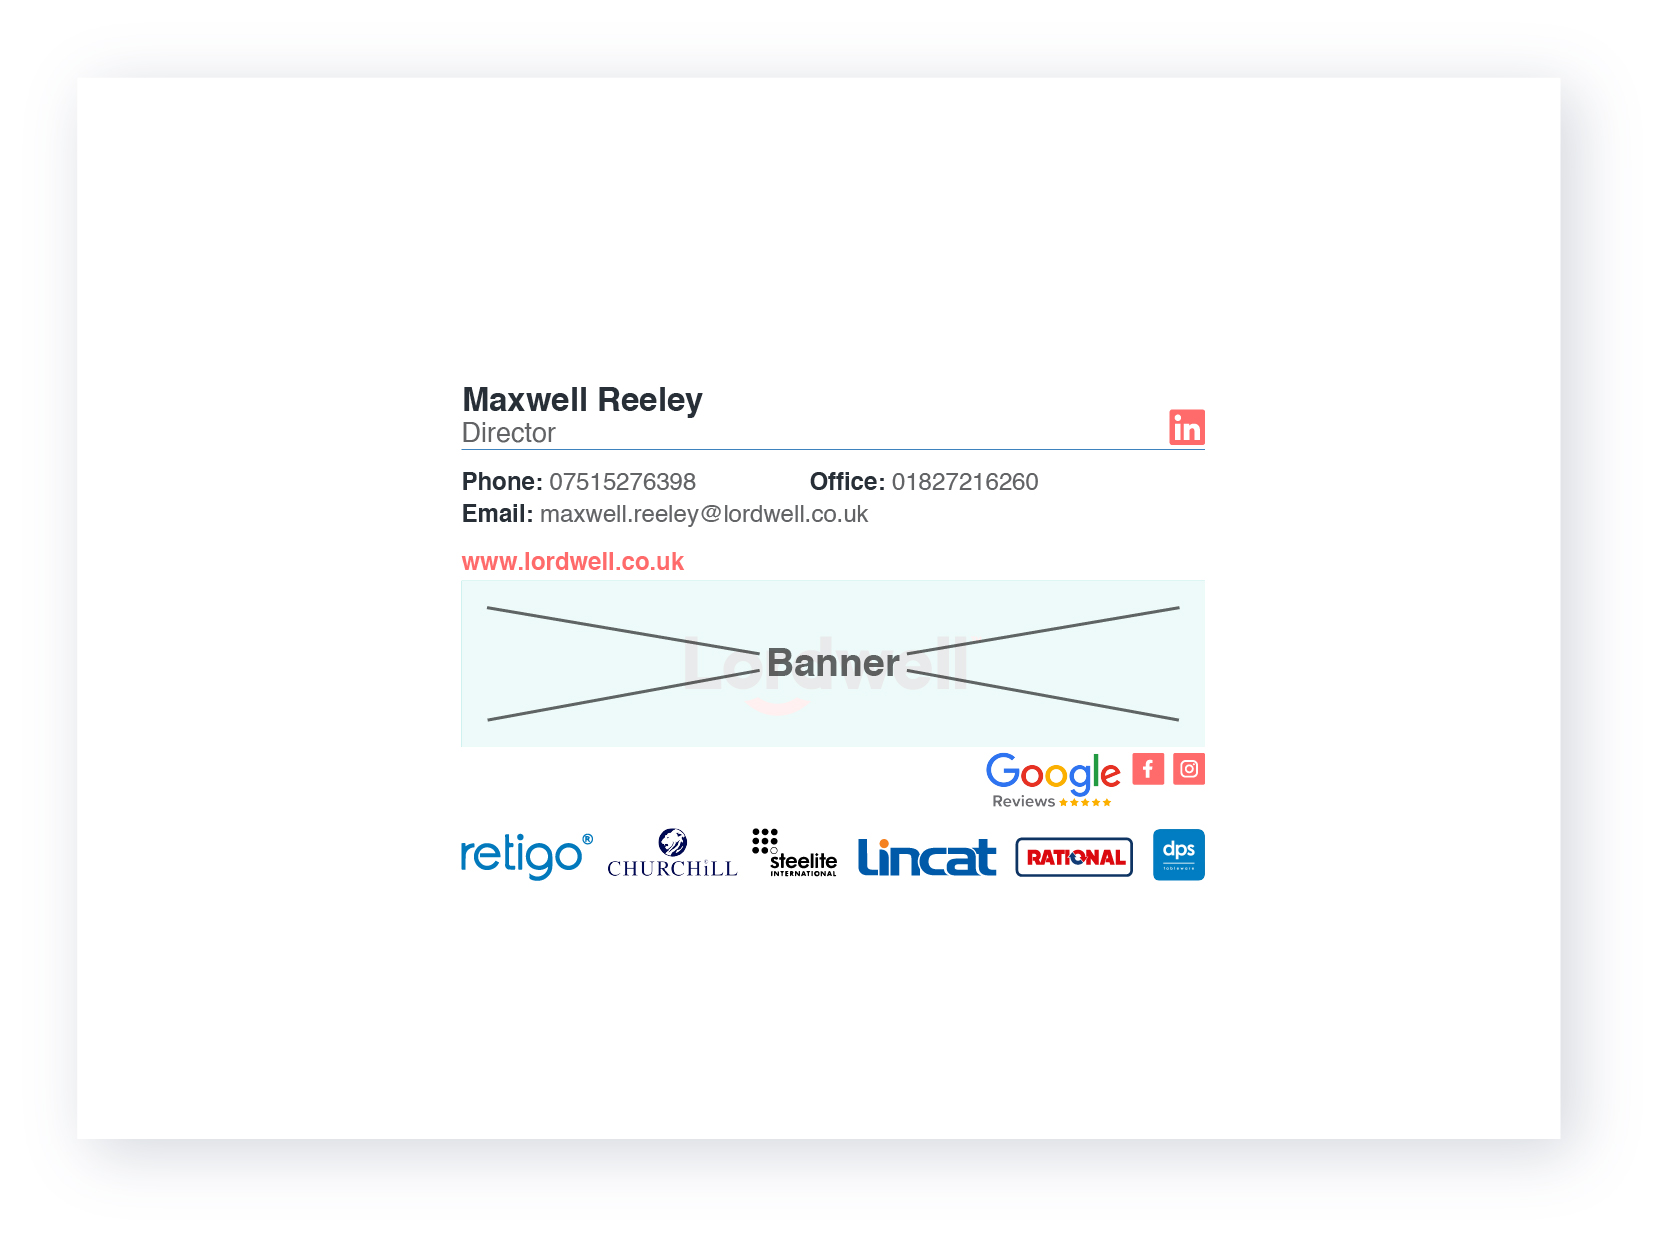 Maxwell Reeley
Director
in
Phone: 07515276398 Office: 01827216260
Email: maxwell.reeley@lordwell.co.uk
www.lordwell.co.uk
Lordwell
Banner
Google
Reviews
f
retigo®
CHURCHiLL
steelite
INTERNATIONAL
Lincat
RATIONAL
dps
tableware